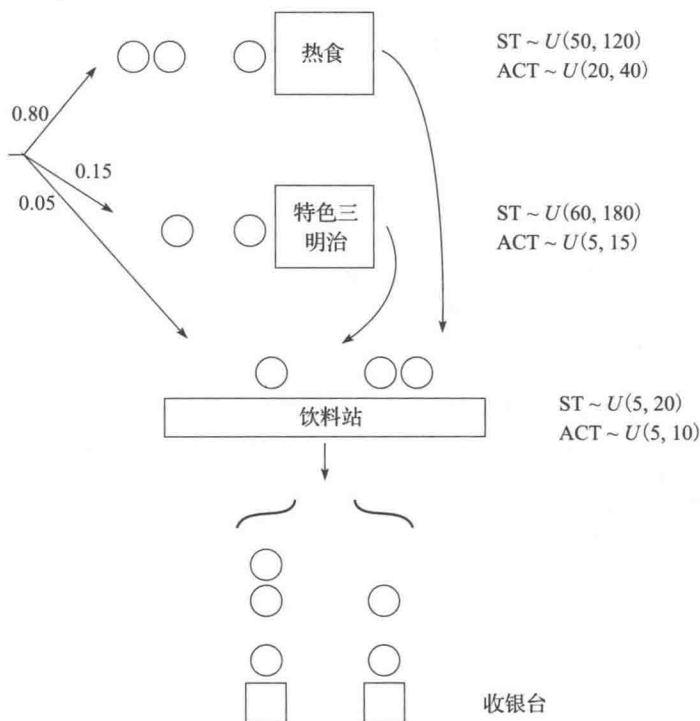 热食
ST ~ U(50, 120)
ACT ~ U(20, 40)
0.80
0.15
0.05
特色三
明治
ST ~ U(60, 180)
ACT ~ U(5, 15)
饮料站
ST ~ U(5, 20)
ACT ~ U(5, 10)
收银台